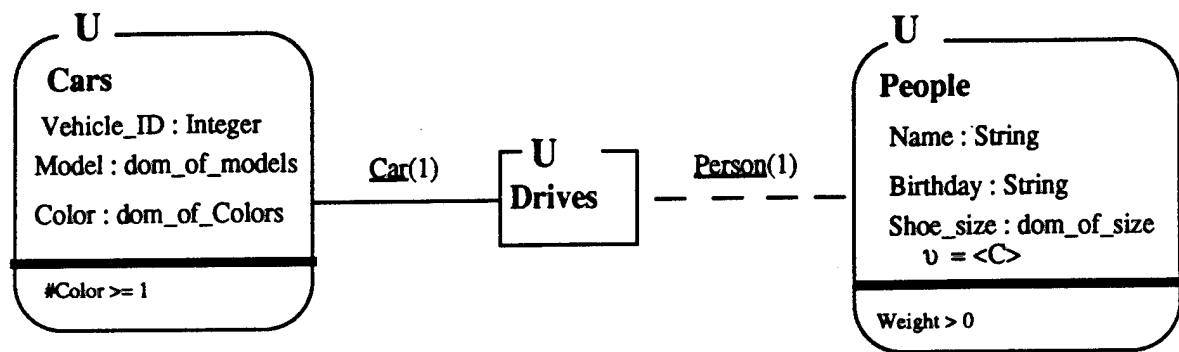 U
Cars
Vehicle_ID : Integer
Model : dom_of_models
Color : dom_of_Colors
#Color >= 1
Car(1)
U
Drives
Person(1)
U
People
Name : String
Birthday : String
Shoe_size : dom_of_size
υ = <C>
Weight > 0